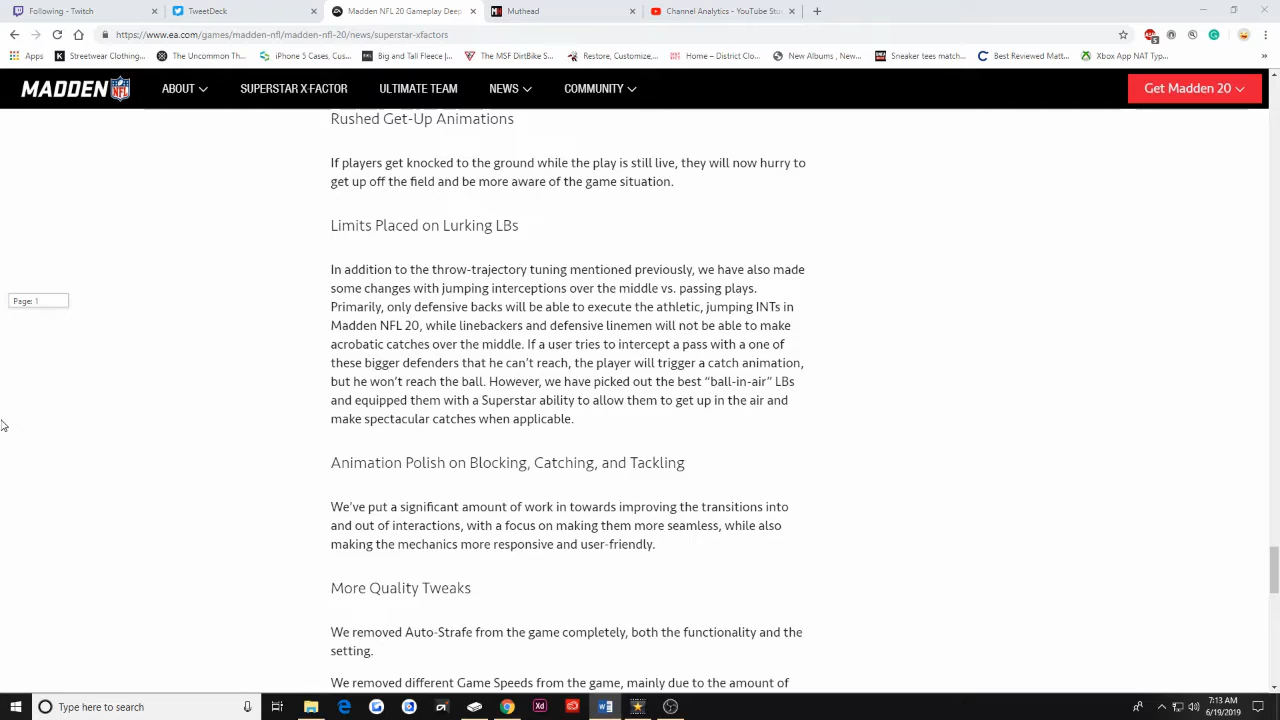 Following - Twitch
TweetDeck
Madden NFL 20 Gameplay Deep
Muthead
Channel Analytics - YouTube Stu
https://www.ea.com/games/madden-nfl/madden-nfl-20/news/superstar-xfactors
Apps
Streetwear Clothing...
iPhone 5 Cases, Cus...
Big and Tall Fleece...
The MSF DirtBike S...
Restore, Customize,...
Home – District Clo...
New Albums , New...
Sneaker tees match...
Best Reviewed Matt...
Xbox App NAT Typ...
MADDEN NFL
ABOUT
SUPERSTAR X-FACTOR
ULTIMATE TEAM
NEWS
COMMUNITY
Get Madden 20
Rushed Get-Up Animations
If players get knocked to the ground while the play is still live, they will now hurry to
get up off the field and be more aware of the game situation.
Limits Placed on Lurking LBs
In addition to the throw-trajectory tuning mentioned previously, we have also made
some changes with jumping interceptions over the middle vs. passing plays.
Page: 1
Primarily, only defensive backs will be able to execute the athletic, jumping INTs in
Madden NFL 20, while linebackers and defensive linemen will not be able to make
acrobatic catches over the middle. If a user tries to intercept a pass with a one of
these bigger defenders that he can’t reach, the player will trigger a catch animation,
but he won’t reach the ball. However, we have picked out the best “ball-in-air” LBs
and equipped them with a Superstar ability to allow them to get up in the air and
make spectacular catches when applicable.
Animation Polish on Blocking, Catching, and Tackling
We’ve put a significant amount of work in towards improving the transitions into
and out of interactions, with a focus on making them more seamless, while also
making the mechanics more responsive and user-friendly.
More Quality Tweaks
We removed Auto-Strafe from the game completely, both the functionality and the
setting.
We removed different Game Speeds from the game, mainly due to the amount of
Type here to search
7:13 AM
6/19/2019